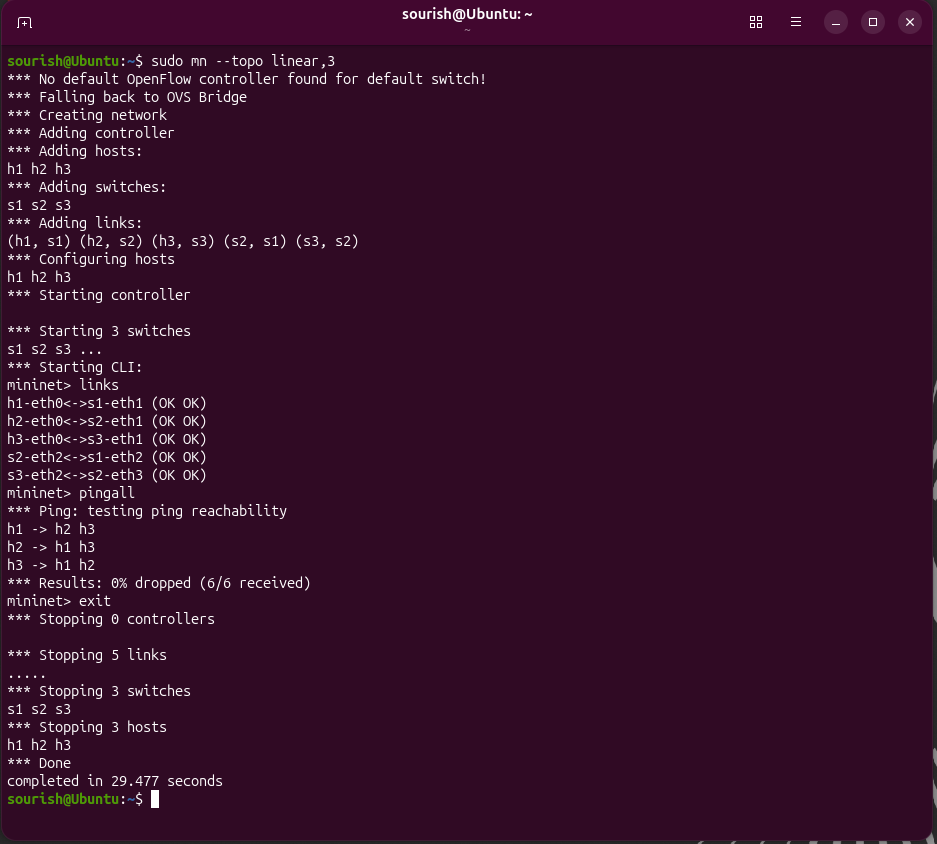 sourish@Ubuntu: ~
~
sourish@Ubuntu:~$ sudo mn --topo linear,3
*** No default OpenFlow controller found for default switch!
*** Falling back to OVS Bridge
*** Creating network
*** Adding controller
*** Adding hosts:
h1 h2 h3
*** Adding switches:
s1 s2 s3
*** Adding links:
(h1, s1) (h2, s2) (h3, s3) (s2, s1) (s3, s2)
*** Configuring hosts
h1 h2 h3
*** Starting controller
*** Starting 3 switches
s1 s2 s3 ...
*** Starting CLI:
mininet> links
h1-eth0<->s1-eth1 (OK OK)
h2-eth0<->s2-eth1 (OK OK)
h3-eth0<->s3-eth1 (OK OK)
s2-eth2<->s1-eth2 (OK OK)
s3-eth2<->s2-eth3 (OK OK)
mininet> pingall
*** Ping: testing ping reachability
h1 -> h2 h3
h2 -> h1 h3
h3 -> h1 h2
*** Results: 0% dropped (6/6 received)
mininet> exit
*** Stopping 0 controllers
*** Stopping 5 links
.....
*** Stopping 3 switches
s1 s2 s3
*** Stopping 3 hosts
h1 h2 h3
*** Done
completed in 29.477 seconds
sourish@Ubuntu:~$